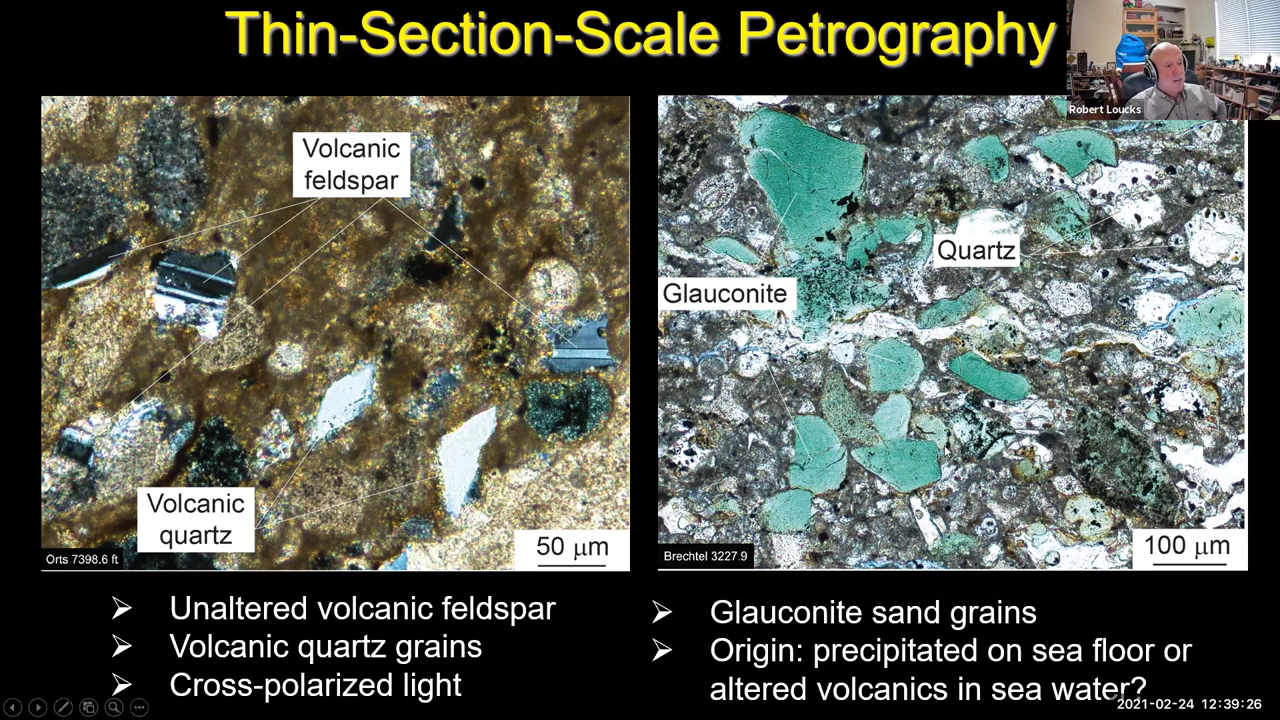 Thin-Section-Scale Petrography
Robert Loucks
Volcanic
feldspar
Volcanic
quartz
Orts 7398.6 ft
50 μm
Quartz
Glauconite
Brechtel 3227.9
100 μm
➢ Unaltered volcanic feldspar
➢ Volcanic quartz grains
➢ Cross-polarized light
➢ Glauconite sand grains
➢ Origin: precipitated on sea floor or
altered volcanics in sea water?
2021-02-24 12:39:26